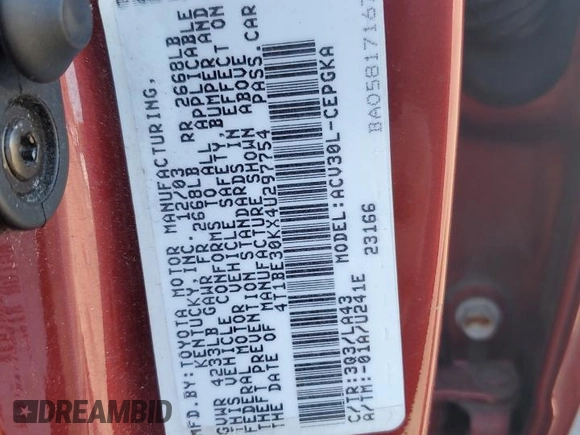 MFD.BY:TOYOTA MOTOR MANUFACTURING,
KENTUCKY,INC. 12/03
GVWR 4233LB GAWR FR 2668LB RR 2668LB
THIS VEHICLE CONFORMS TO ALL APPLICABLE
FEDERAL MOTOR VEHICLE SAFETY, BUMPER AND
THEFT PREVENTION STANDARDS IN EFFECT ON
THE DATE OF MANUFACTURE SHOWN ABOVE
4T1BE30KX4U297754 PASS. CAR
MODEL:ACV30L-CEPGKA
C/TR:3Q3/LA43 23166
A/TM:-01A/U241E
BA05817167
DREAMBID